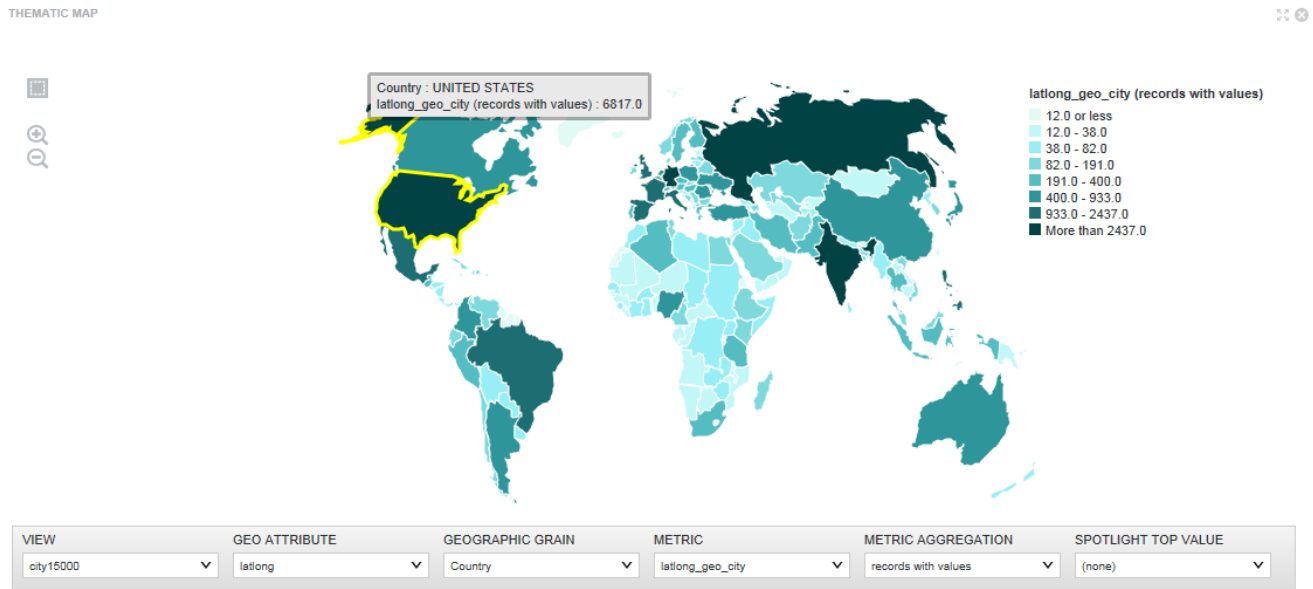 THEMATIC MAP
Country : UNITED STATES
latlong_geo_city (records with values) : 6817.0
latlong_geo_city (records with values)
12.0 or less
12.0 - 38.0
38.0 - 82.0
82.0 - 191.0
191.0 - 400.0
400.0 - 933.0
933.0 - 2437.0
More than 2437.0
VIEW GEO ATTRIBUTE GEOGRAPHIC GRAIN METRIC METRIC AGGREGATION SPOTLIGHT TOP VALUE
city15000 latlong Country latlong_geo_city records with values (none)